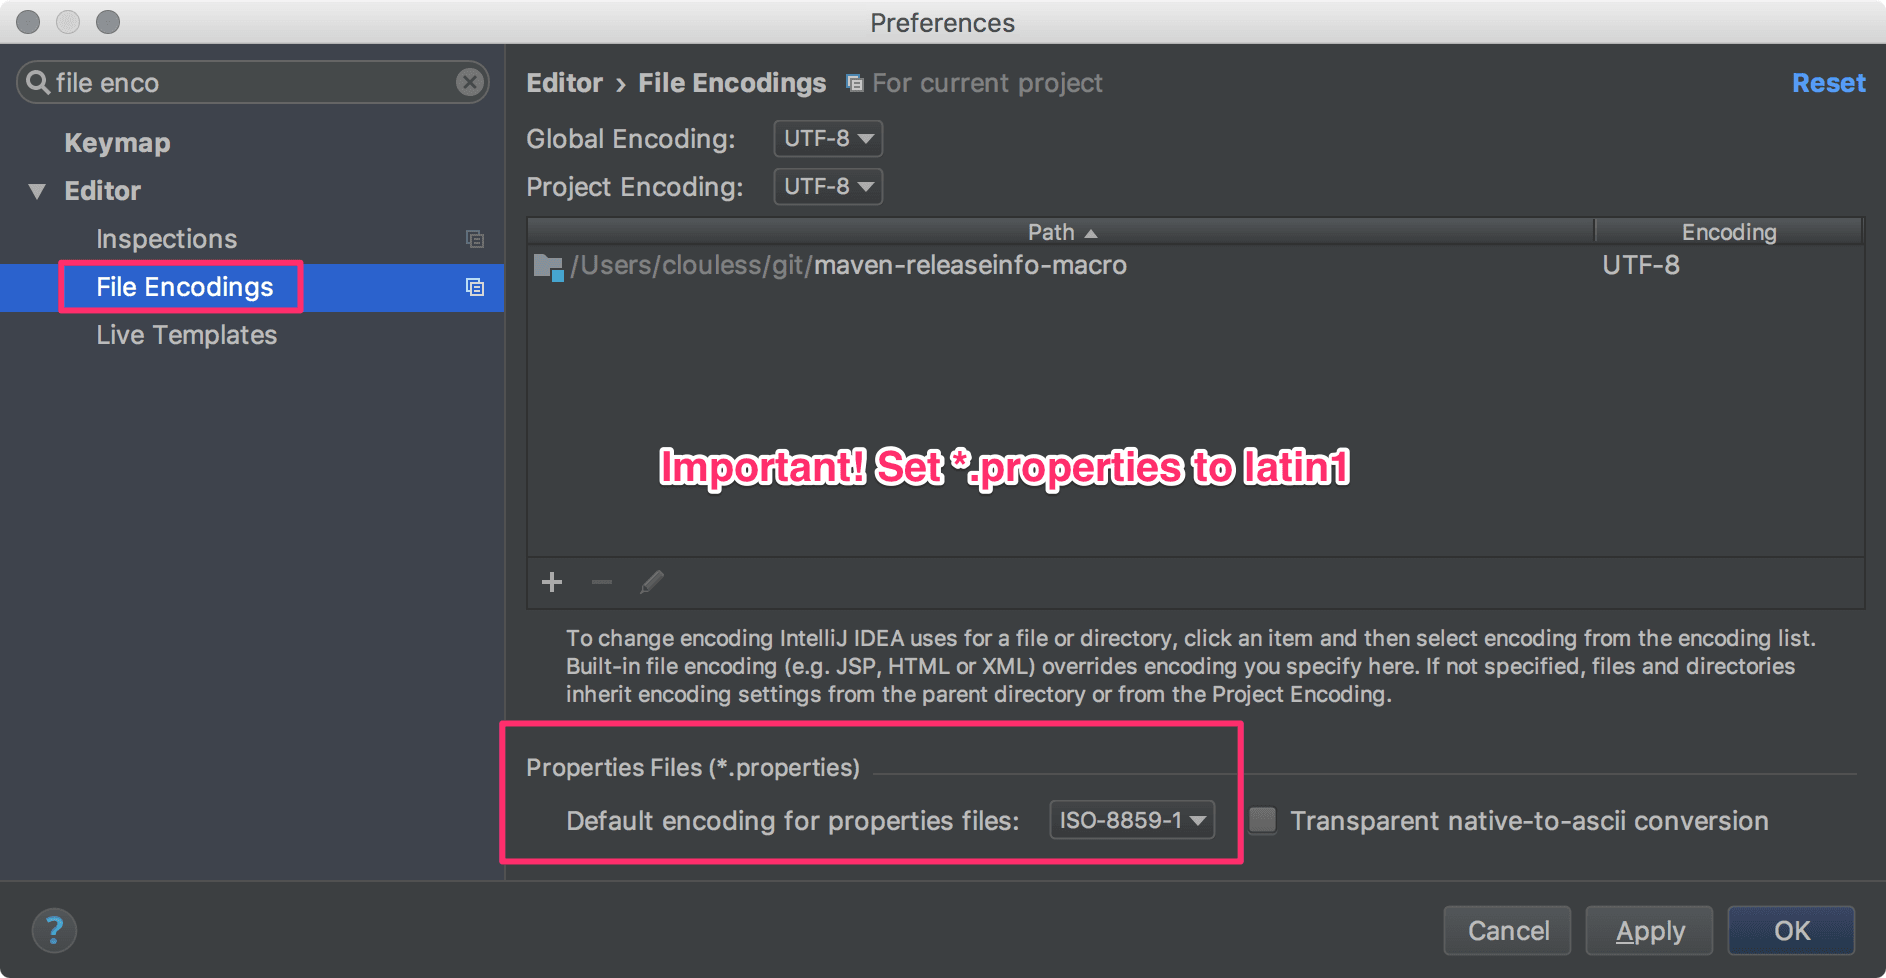 Preferences
file enco
Keymap
Editor
Inspections
File Encodings
Live Templates
Editor › File Encodings For current project Reset
Global Encoding: UTF-8
Project Encoding: UTF-8
Path Encoding
/Users/clouless/git/maven-releaseinfo-macro UTF-8
Important! Set *.properties to latin1
To change encoding IntelliJ IDEA uses for a file or directory, click an item and then select encoding from the encoding list.
Built-in file encoding (e.g. JSP, HTML or XML) overrides encoding you specify here. If not specified, files and directories
inherit encoding settings from the parent directory or from the Project Encoding.
Properties Files (*.properties)
Default encoding for properties files: ISO-8859-1 Transparent native-to-ascii conversion
? Cancel Apply OK